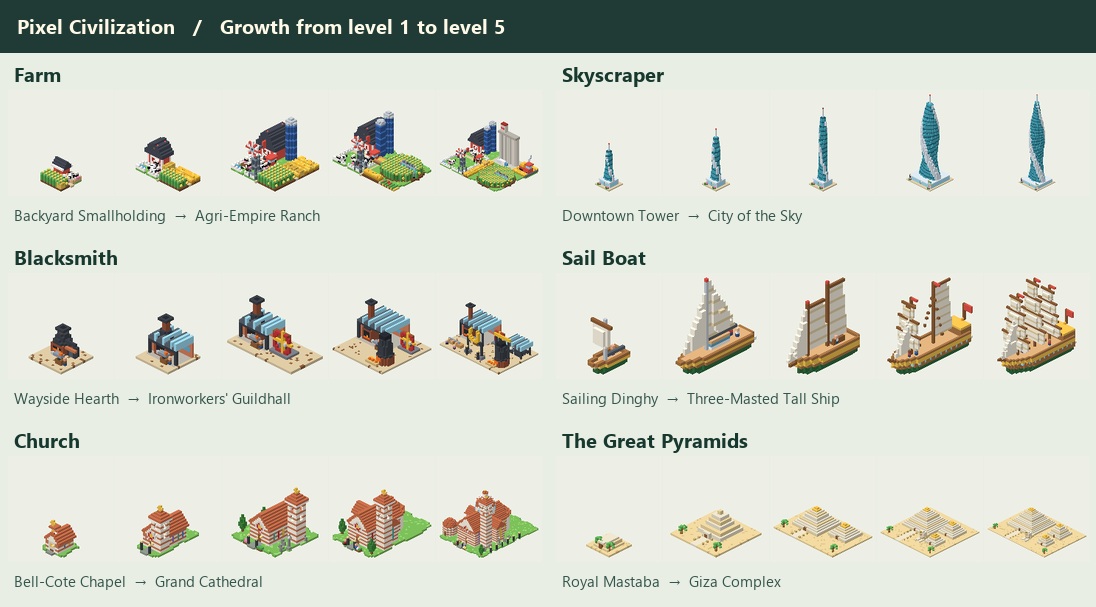 Pixel Civilization / Growth from level 1 to level 5
Farm
Backyard Smallholding → Agri-Empire Ranch
Skyscraper
Downtown Tower → City of the Sky
Blacksmith
Wayside Hearth → Ironworkers' Guildhall
Sail Boat
Sailing Dinghy → Three-Masted Tall Ship
Church
Bell-Cote Chapel → Grand Cathedral
The Great Pyramids
Royal Mastaba → Giza Complex